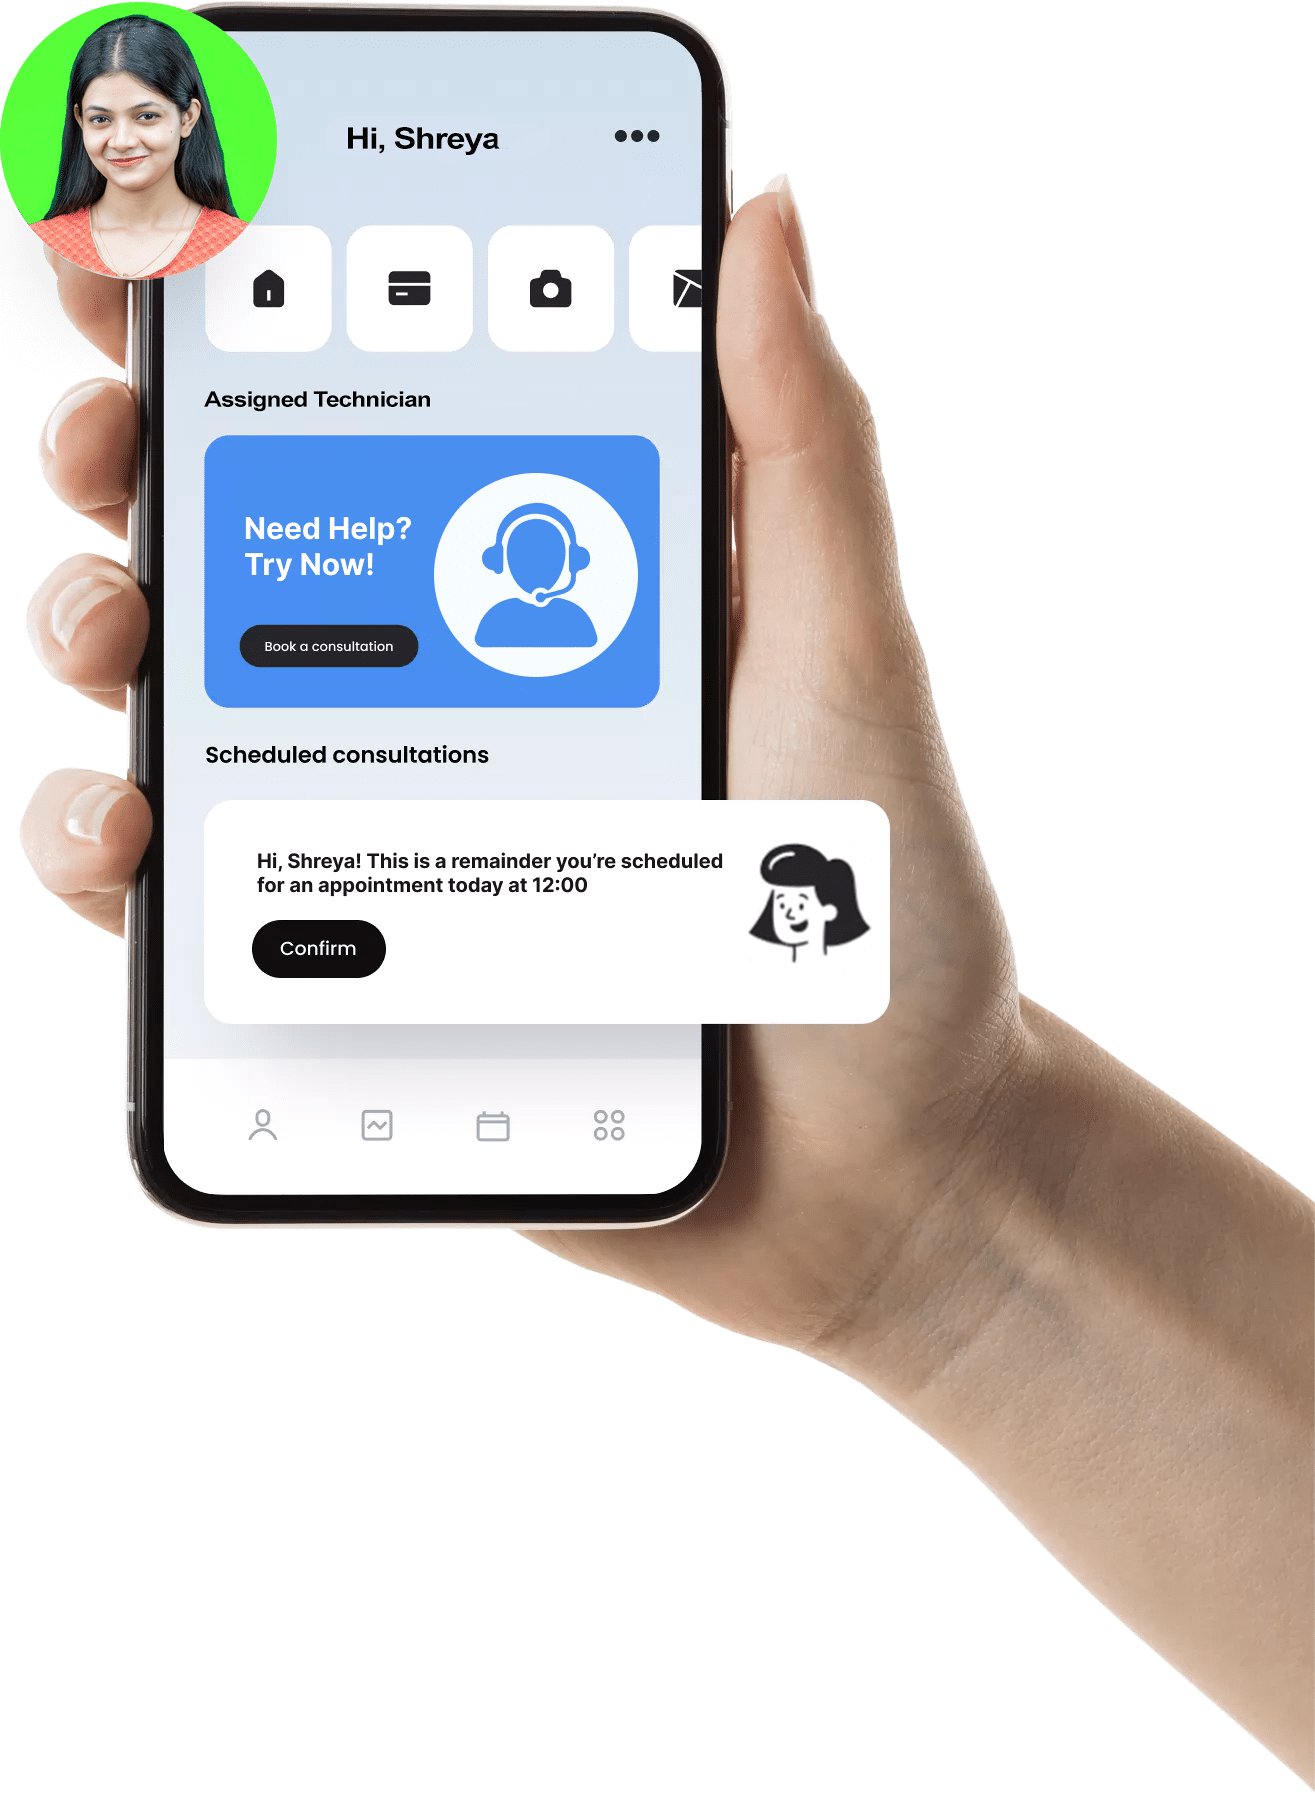 Hi, Shreya
Assigned Technician
Need Help?
Try Now!
Book a consultation
Scheduled consultations
Hi, Shreya! This is a remainder you’re scheduled
for an appointment today at 12:00
Confirm